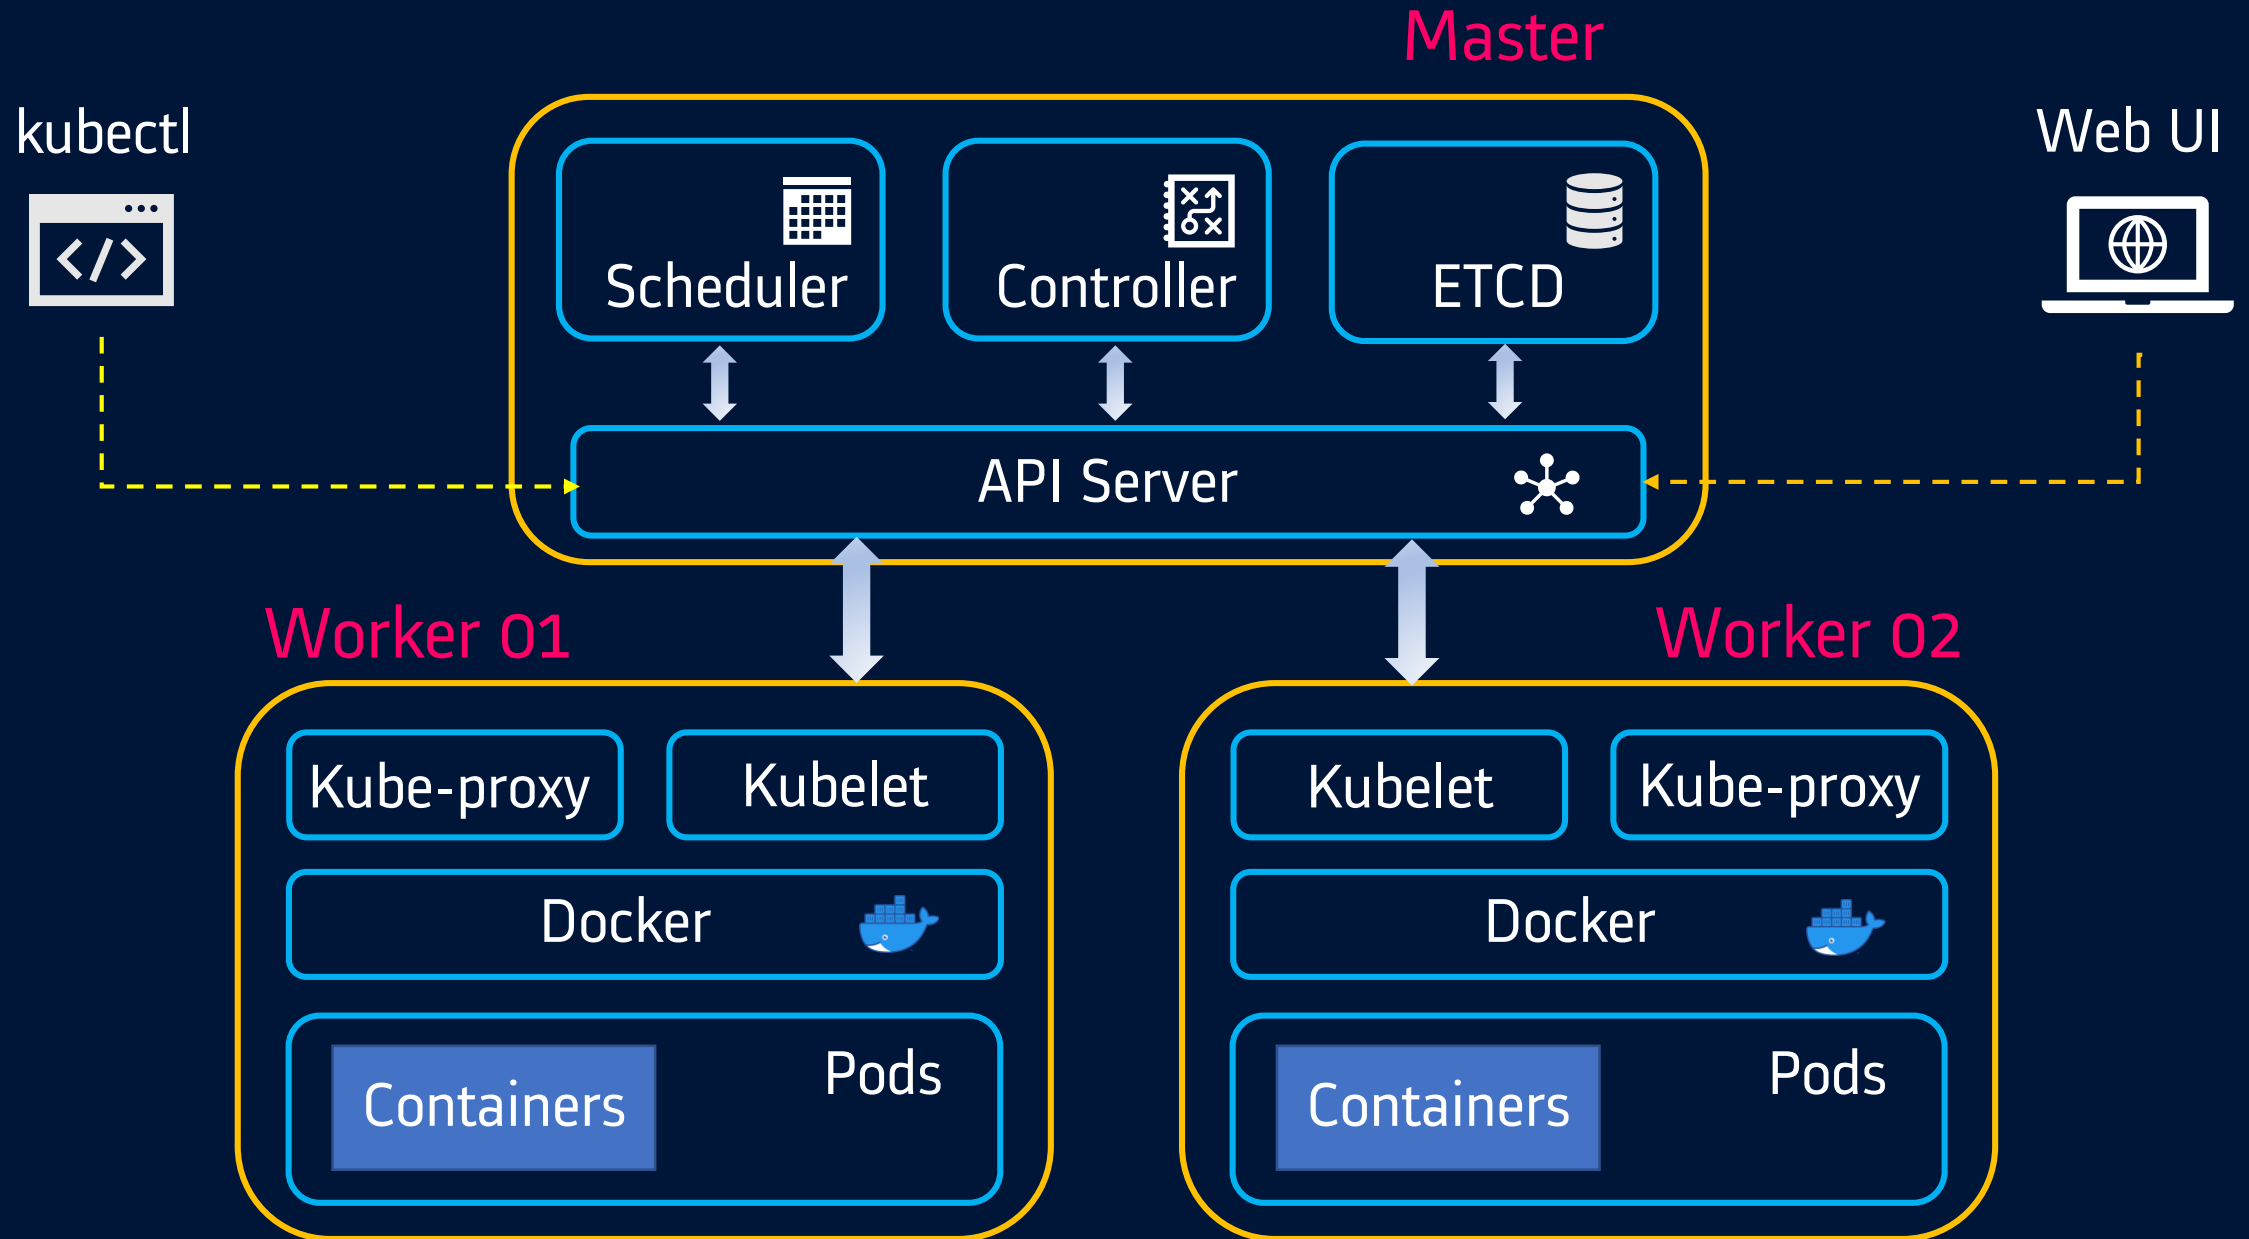 Master
kubectl
Web UI
Scheduler
Controller
ETCD
API Server
Worker 01
Worker 02
Kube-proxy
Kubelet
Kubelet
Kube-proxy
Docker
Docker
Containers
Pods
Containers
Pods